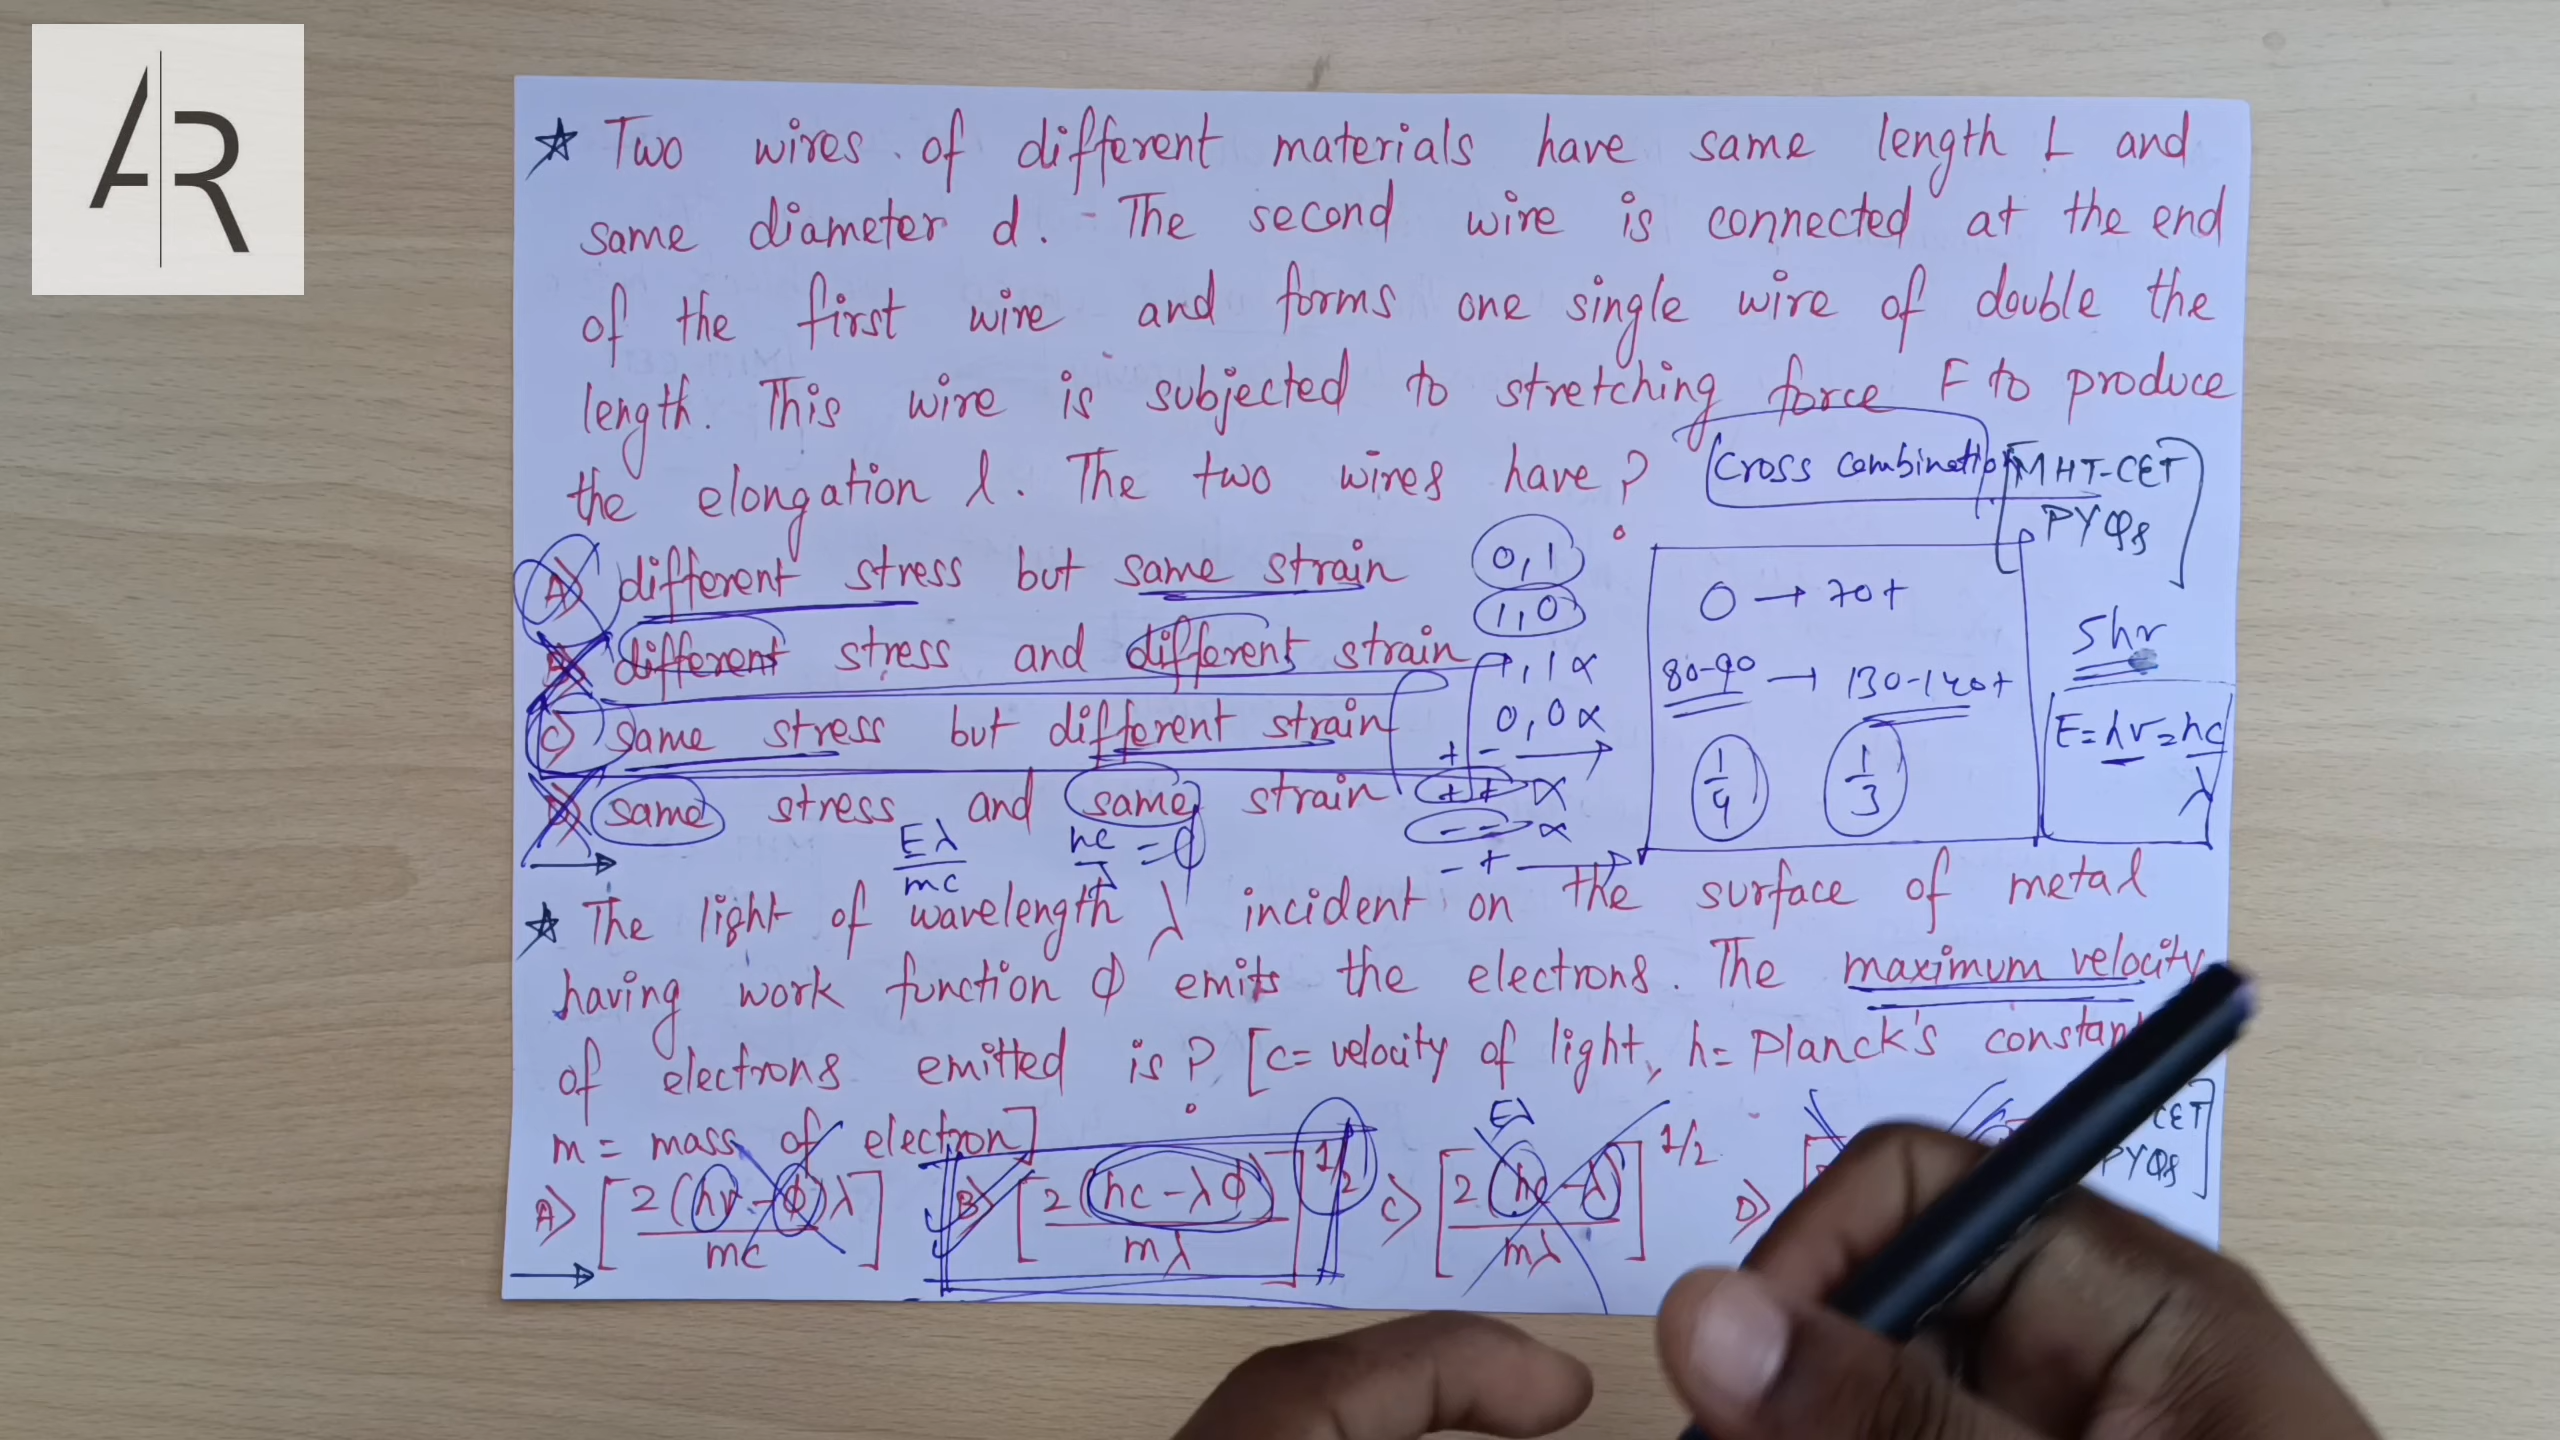 AR
☆ Two wires of different materials have same length L and
same diameter d. The second wire is connected at the end
of the first wire and forms one single wire of double the
length. This wire is subjected to stretching force F to produce
the elongation l. The two wires have?
Cross combination
MHT-CET
PYQs
A) different stress but same strain
different stress and different strain
C) same stress but different strain
D) same stress and same strain
0,1
1,0
1,1 ×
0,0 ×
+ -
+ + ×
- - ×
- +
0 → 70+
80-90 → 130-140+
1/4
1/3
5hr
E=hν=hc/λ
Eλ/mc
hc/λ = ϕ
☆ The light of wavelength λ incident on the surface of metal
having work function ϕ emits the electrons. The maximum velocity
of electrons emitted is? [c= velocity of light, h= Planck's
m = mass of electron]
CET
PYQs
A) [2(hν-ϕ)λ/mc]
B) [2(hc-λϕ)/mλ]^1/2
Eλ
C) [2(hc-λ)/mλ]^1/2
D) [